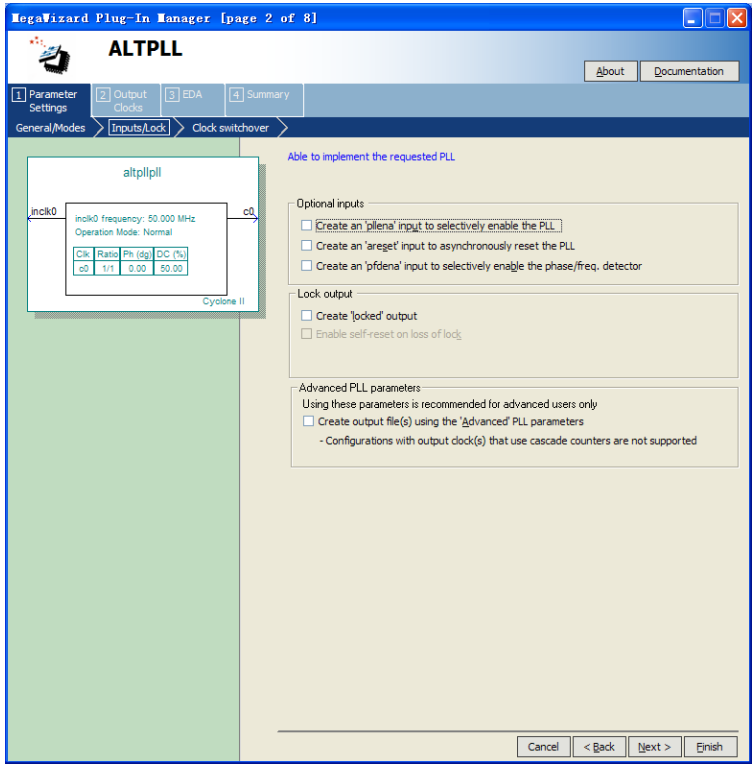 MegaWizard Plug-In Manager [page 2 of 8]
ALTPLL
About
Documentation
1 Parameter Settings
2 Output Clocks
3 EDA
4 Summary
General/Modes
Inputs/Lock
Clock switchover
altpllpll
inclk0
c0
inclk0 frequency: 50.000 MHz
Operation Mode: Normal
Clk Ratio Ph (dg) DC (%)
c0 1/1 0.00 50.00
Cyclone II
Able to implement the requested PLL
Optional inputs
Create an 'pllena' input to selectively enable the PLL
Create an 'areset' input to asynchronously reset the PLL
Create an 'pfdena' input to selectively enable the phase/freq. detector
Lock output
Create 'locked' output
Enable self-reset on loss of lock
Advanced PLL parameters
Using these parameters is recommended for advanced users only
Create output file(s) using the 'Advanced' PLL parameters
- Configurations with output clock(s) that use cascade counters are not supported
Cancel
< Back
Next >
Finish